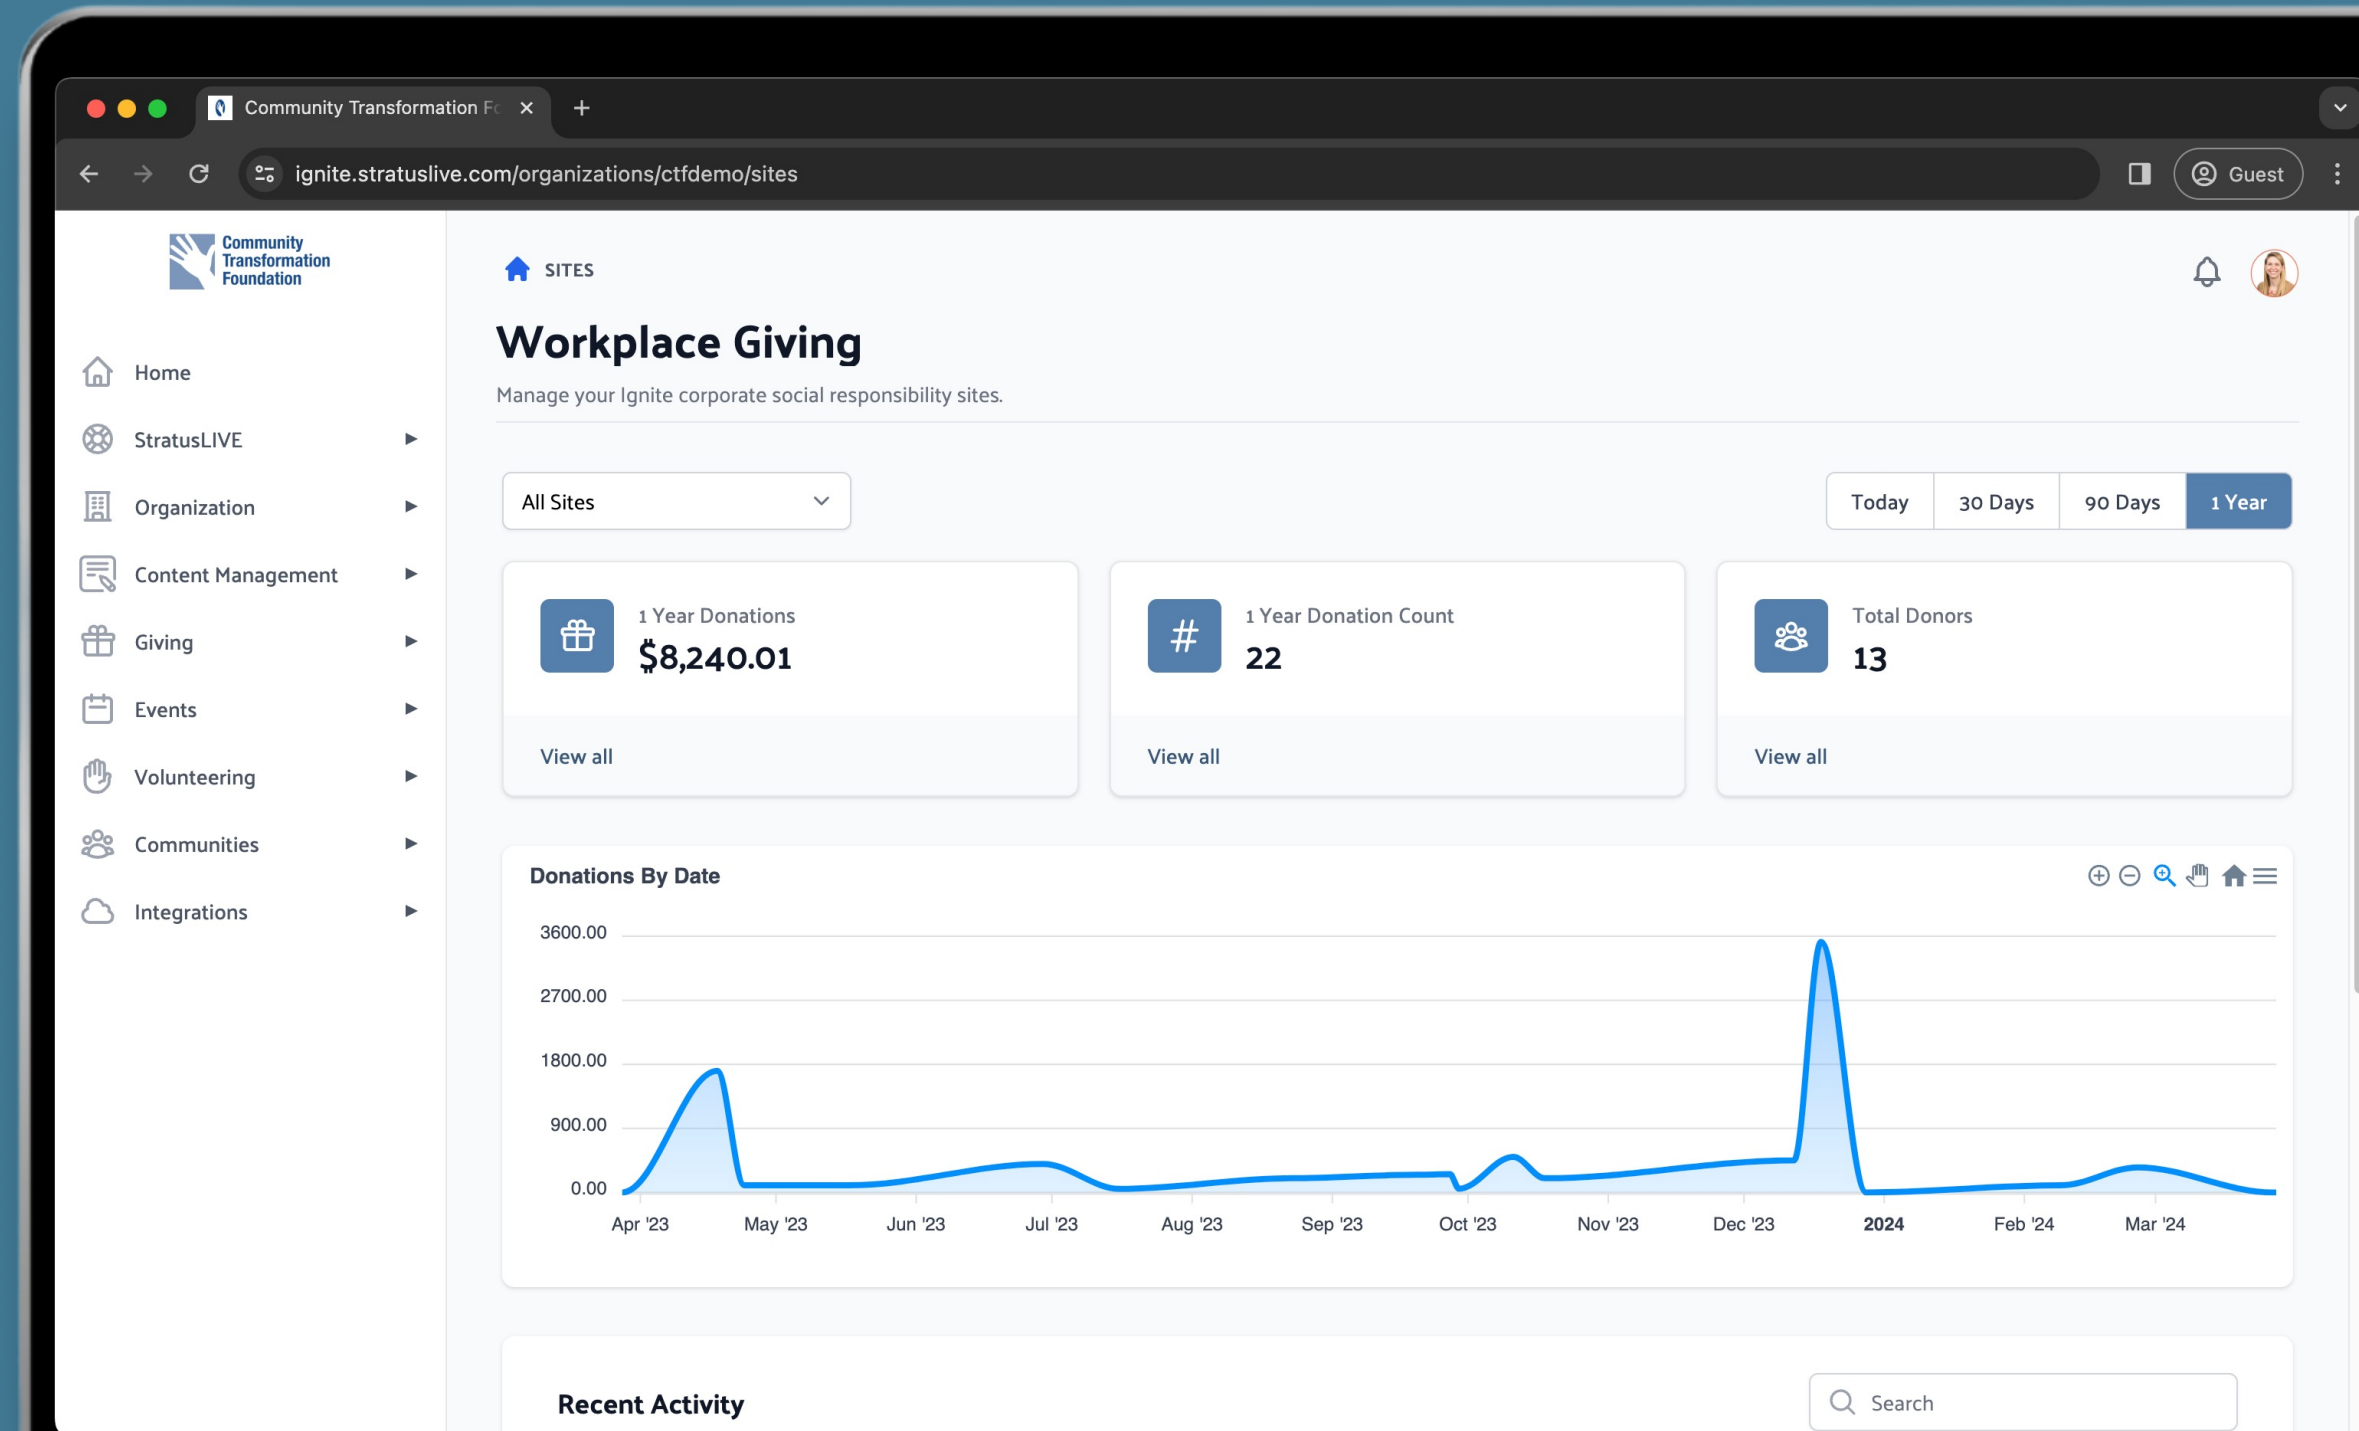 Community Transformation Fo
ignite.stratuslive.com/organizations/ctfdemo/sites
Guest
Community
Transformation
Foundation
Home
StratusLIVE
Organization
Content Management
Giving
Events
Volunteering
Communities
Integrations
SITES
Workplace Giving
Manage your Ignite corporate social responsibility sites.
All Sites
Today
30 Days
90 Days
1 Year
1 Year Donations
$8,240.01
View all
1 Year Donation Count
#
22
View all
Total Donors
13
View all
Donations By Date
3600.00
2700.00
1800.00
900.00
0.00
Apr '23
May '23
Jun '23
Jul '23
Aug '23
Sep '23
Oct '23
Nov '23
Dec '23
2024
Feb '24
Mar '24
Recent Activity
Search